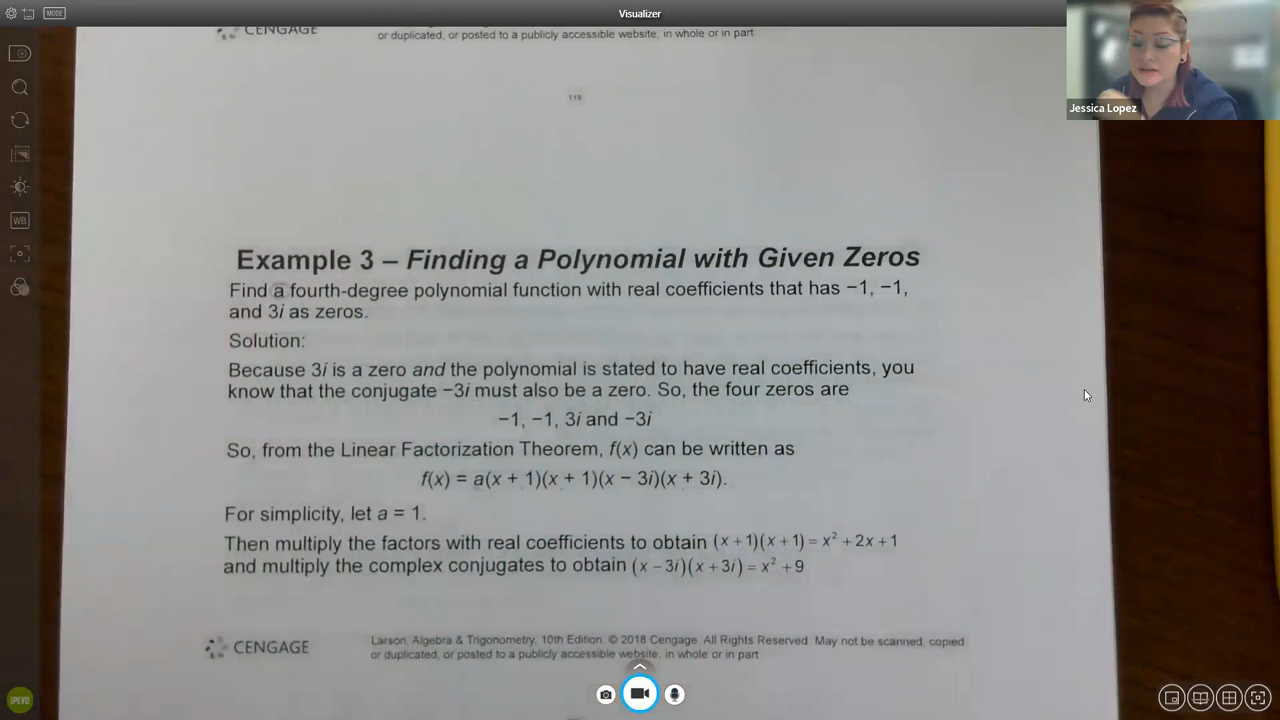 MODE
Visualizer
CENGAGE
or duplicated, or posted to a publicly accessible website, in whole or in part
Jessica Lopez
119
WB
Example 3 – Finding a Polynomial with Given Zeros
Find a fourth-degree polynomial function with real coefficients that has −1, −1,
and 3i as zeros.
Solution:
Because 3i is a zero and the polynomial is stated to have real coefficients, you
know that the conjugate −3i must also be a zero. So, the four zeros are
−1, −1, 3i and −3i
So, from the Linear Factorization Theorem, f(x) can be written as
f(x) = a(x + 1)(x + 1)(x − 3i)(x + 3i).
For simplicity, let a = 1.
Then multiply the factors with real coefficients to obtain (x+1)(x+1) = x² + 2x + 1
and multiply the complex conjugates to obtain (x − 3i)(x + 3i) = x² + 9
CENGAGE
Larson, Algebra & Trigonometry, 10th Edition. © 2018 Cengage. All Rights Reserved. May not be scanned, copied
or duplicated, or posted to a publicly accessible website, in whole or in part
IPEVO